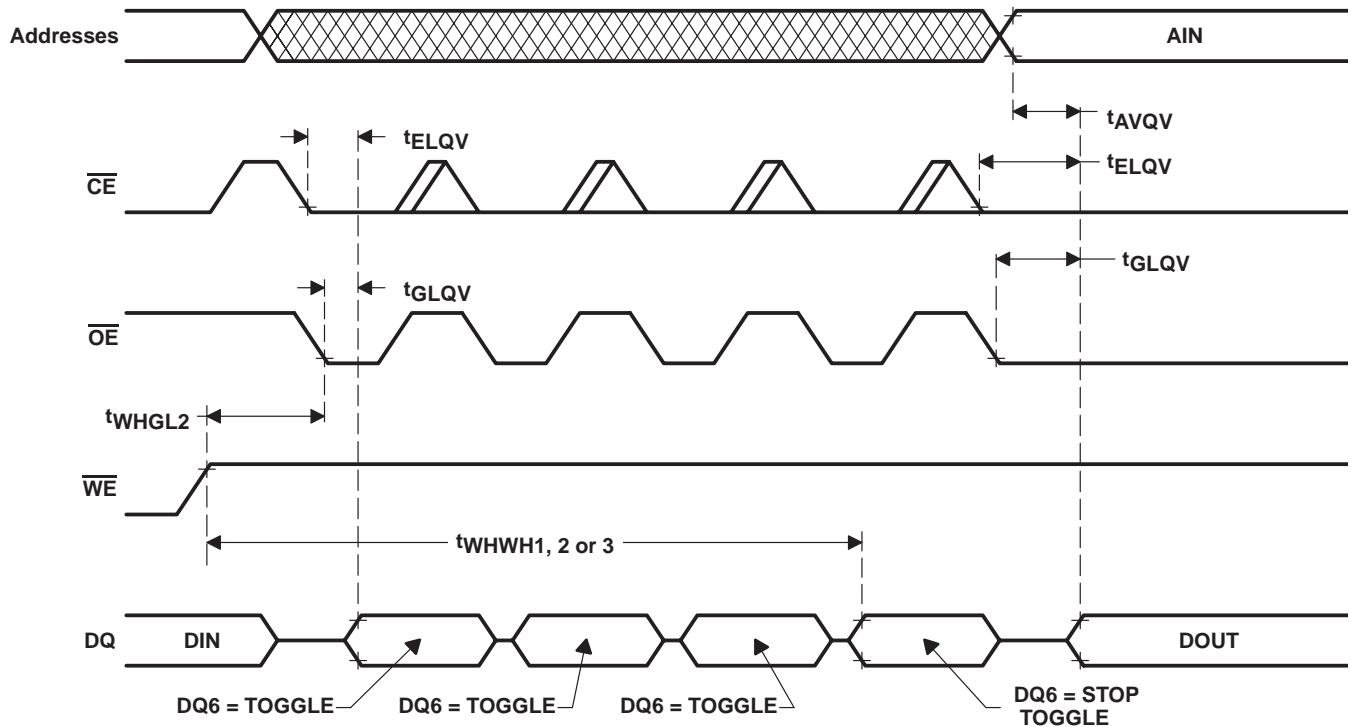 Addresses
AIN
tAVQV
tELQV
tELQV
CE
tGLQV
tGLQV
OE
tWHGL2
WE
tWHWH1, 2 or 3
DQ
DIN
DOUT
DQ6 = TOGGLE
DQ6 = TOGGLE
DQ6 = TOGGLE
DQ6 = STOP
TOGGLE